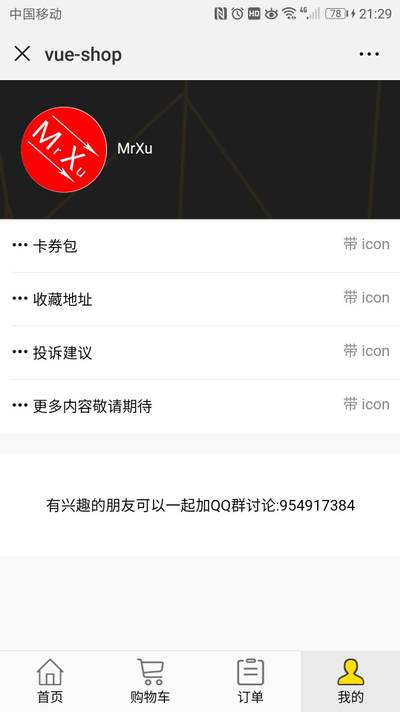 中国移动 HD 4G 78 21:29
vue-shop
MrXu MrXu
卡券包 带 icon
收藏地址 带 icon
投诉建议 带 icon
更多内容敬请期待 带 icon
有兴趣的朋友可以一起加QQ群讨论:954917384
首页 购物车 订单 我的